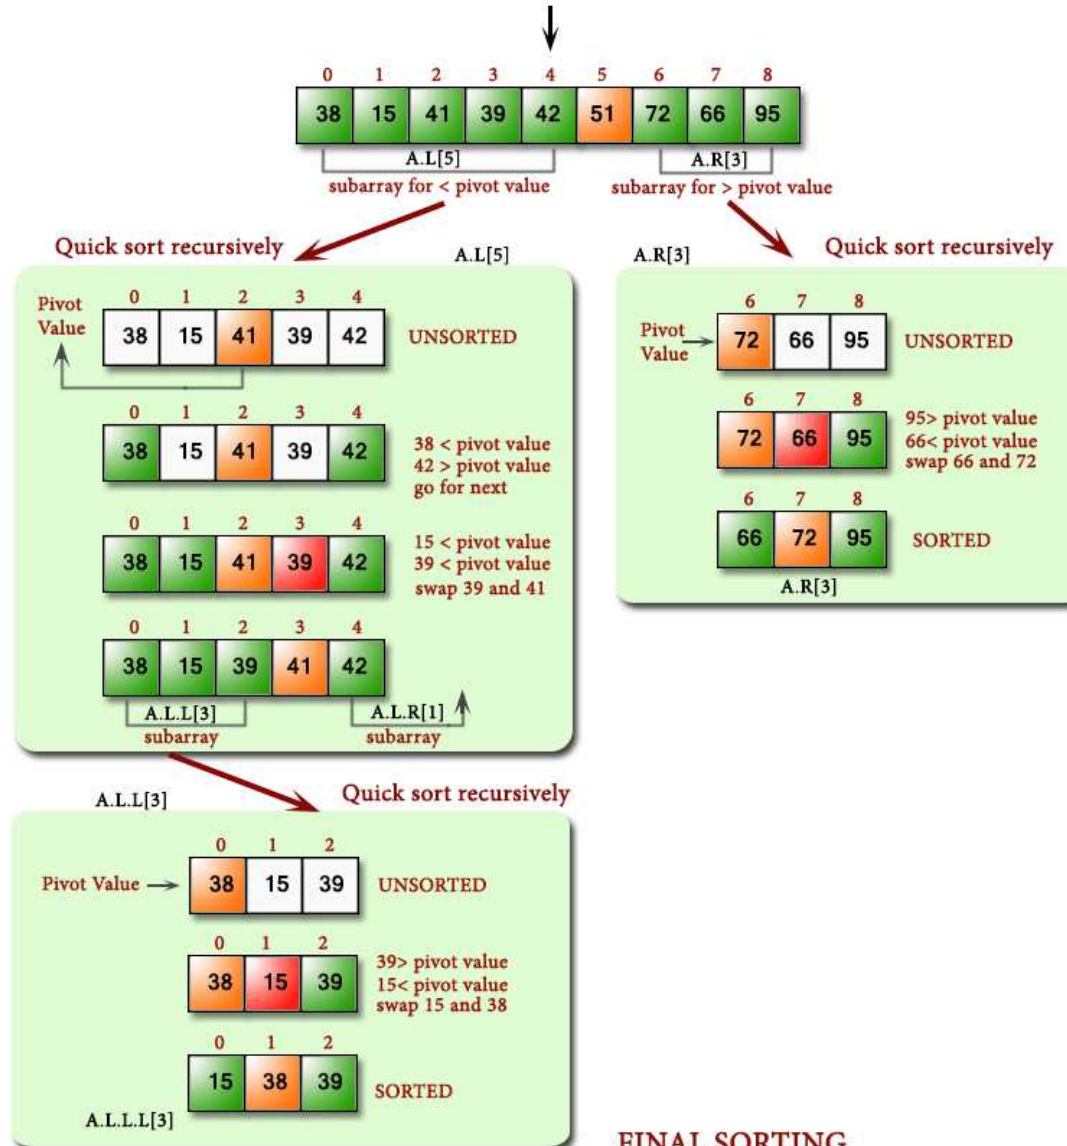 0 1 2 3 4 5 6 7 8
38 15 41 39 42 51 72 66 95
A.L[5] A.R[3]
subarray for < pivot value subarray for > pivot value
Quick sort recursively
A.L[5]
Pivot
Value
0 1 2 3 4
38 15 41 39 42
UNSORTED
0 1 2 3 4
38 15 41 39 42
38 < pivot value
42 > pivot value
go for next
0 1 2 3 4
38 15 41 39 42
15 < pivot value
39 < pivot value
swap 39 and 41
0 1 2 3 4
38 15 39 41 42
A.L.L[3] A.L.R[1]
subarray subarray
A.R[3]
Quick sort recursively
Pivot
Value
6 7 8
72 66 95
UNSORTED
6 7 8
72 66 95
95> pivot value
66< pivot value
swap 66 and 72
6 7 8
66 72 95
SORTED
A.R[3]
A.L.L[3]
Quick sort recursively
Pivot Value
0 1 2
38 15 39
UNSORTED
0 1 2
38 15 39
39> pivot value
15< pivot value
swap 15 and 38
0 1 2
15 38 39
SORTED
A.L.L.L[3]
FINAL SORTING